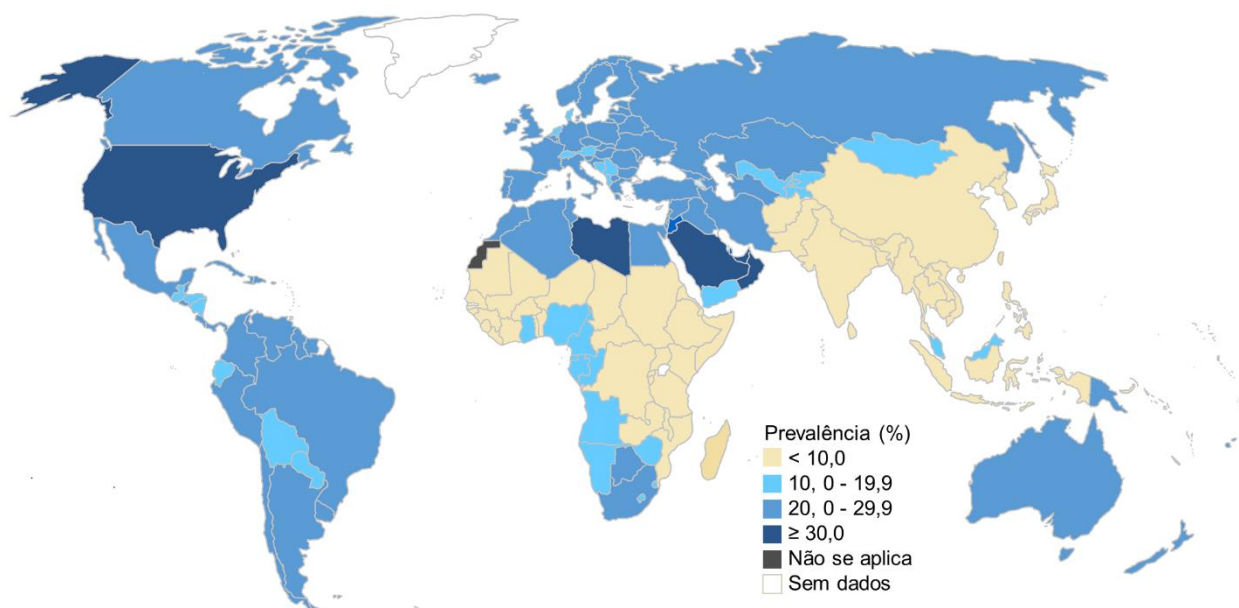 Prevalência (%)
< 10,0
10, 0 - 19,9
20, 0 - 29,9
≥ 30,0
Não se aplica
Sem dados